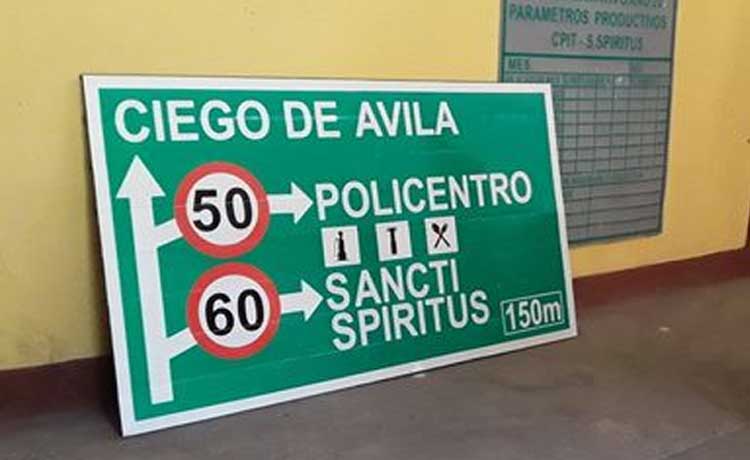 PARAMETROS PRODUCTIVOS
CPIT - S.SPIRITUS
MES
CIEGO DE AVILA
50 POLICENTRO
60 SANCTI
SPIRITUS
150m